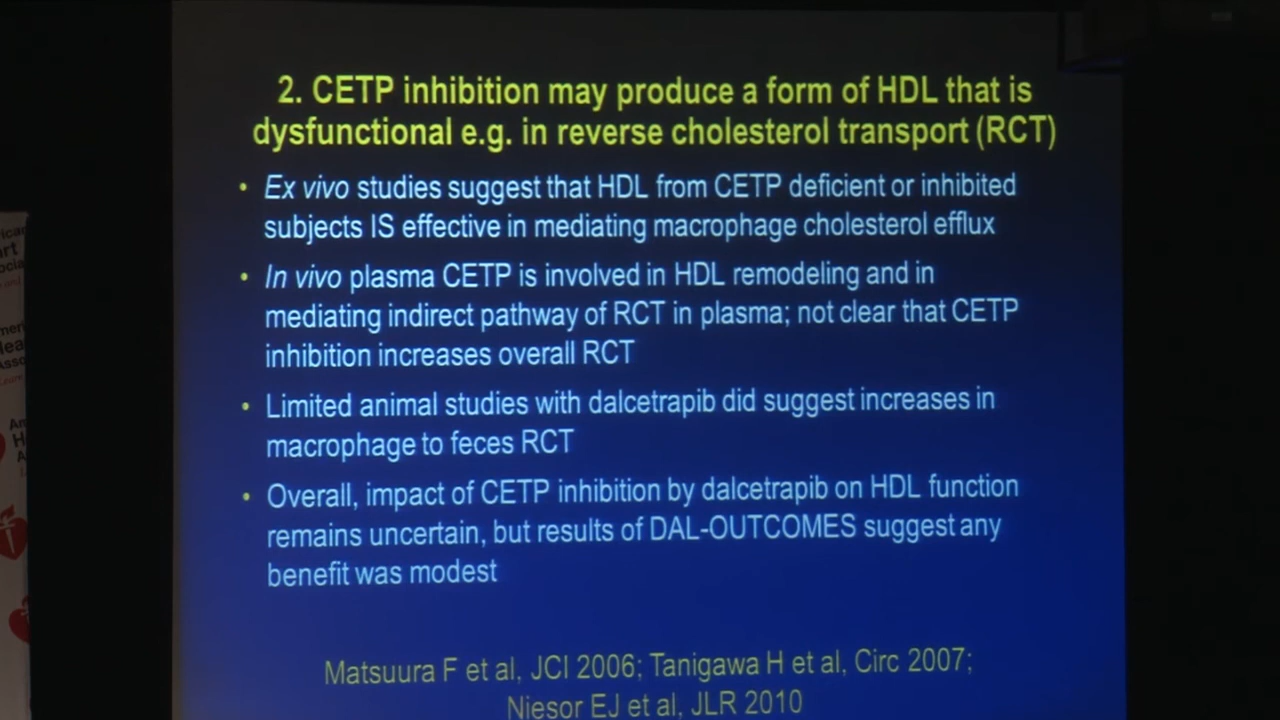 2. CETP inhibition may produce a form of HDL that is
dysfunctional e.g. in reverse cholesterol transport (RCT)
• Ex vivo studies suggest that HDL from CETP deficient or inhibited
subjects IS effective in mediating macrophage cholesterol efflux
• In vivo plasma CETP is involved in HDL remodeling and in
mediating indirect pathway of RCT in plasma; not clear that CETP
inhibition increases overall RCT
• Limited animal studies with dalcetrapib did suggest increases in
macrophage to feces RCT
• Overall, impact of CETP inhibition by dalcetrapib on HDL function
remains uncertain, but results of DAL-OUTCOMES suggest any
benefit was modest
Matsuura F et al, JCI 2006; Tanigawa H et al, Circ 2007;
Niesor EJ et al, JLR 2010